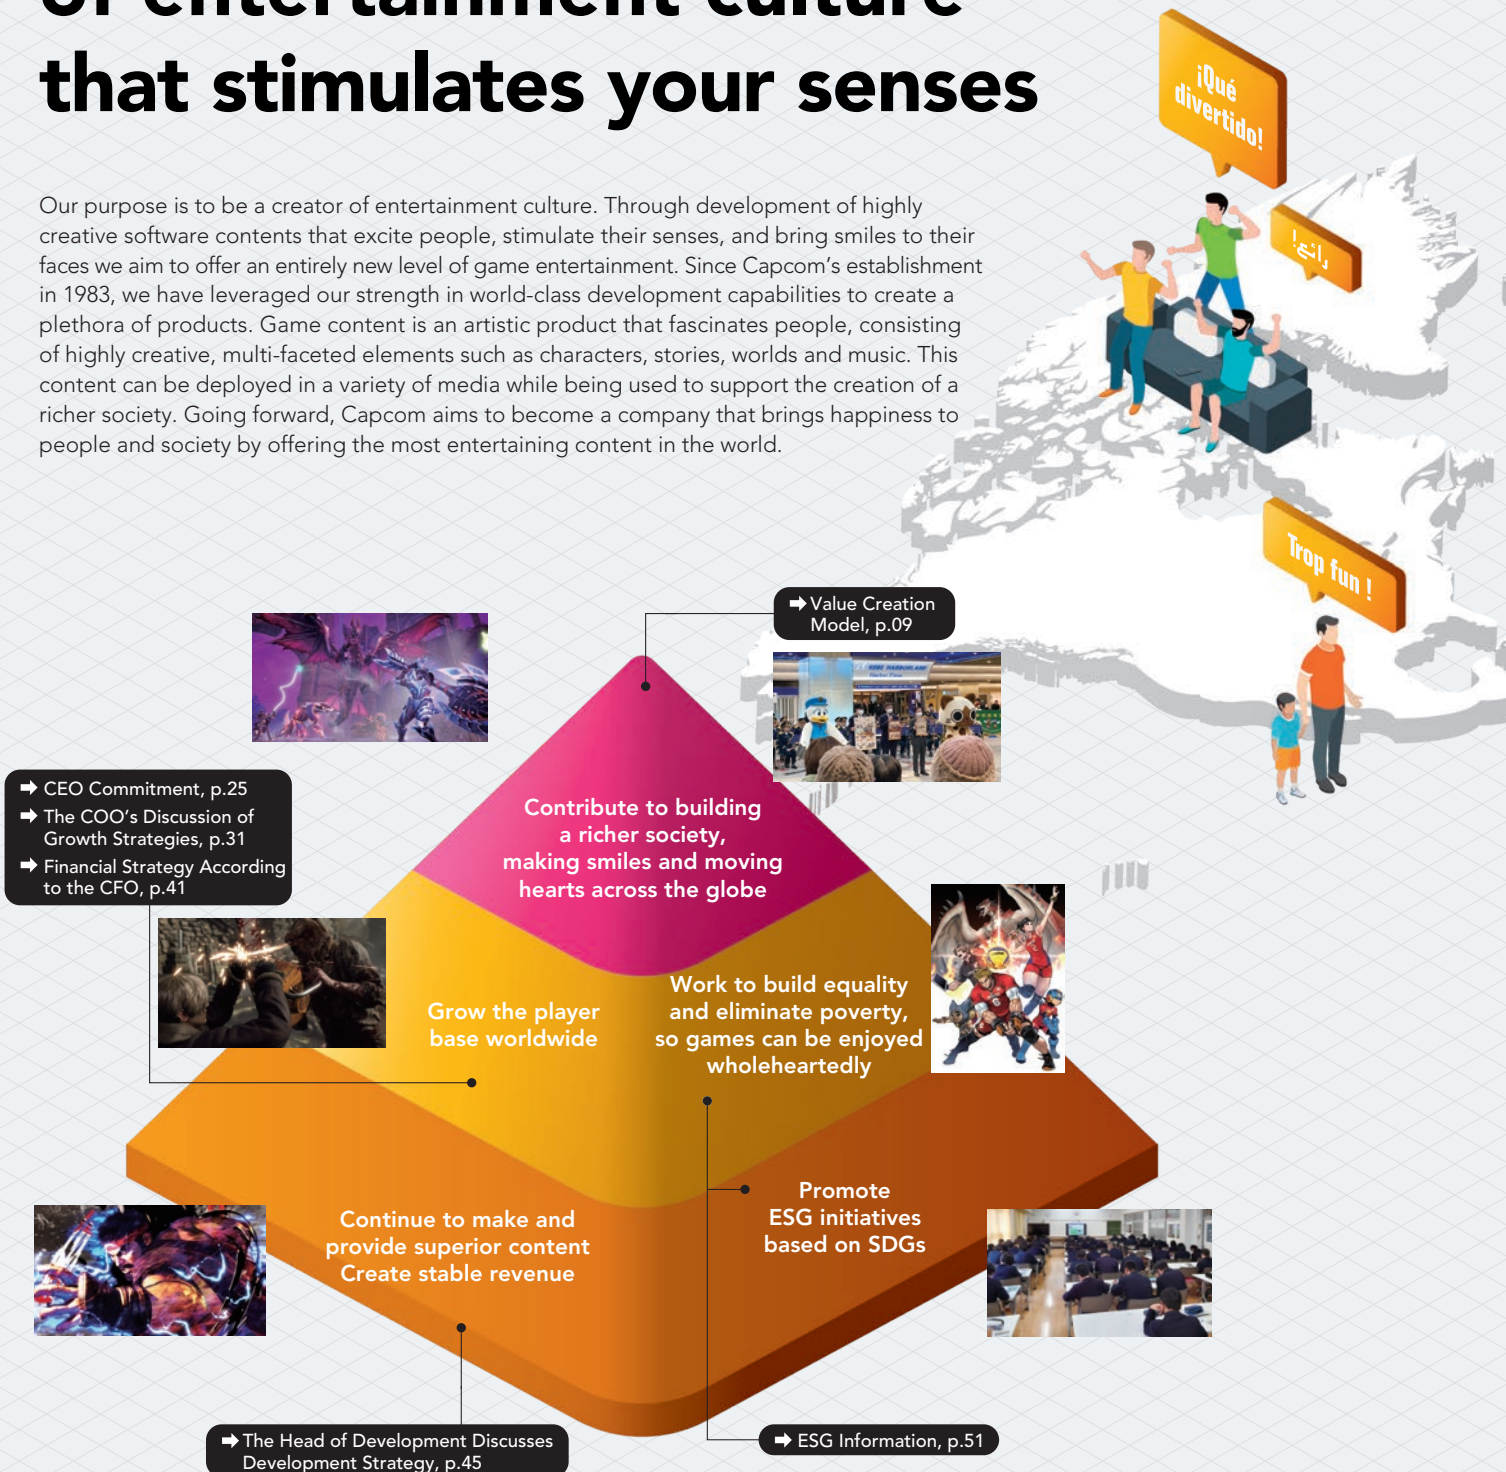 of entertainment culture
that stimulates your senses
Our purpose is to be a creator of entertainment culture. Through development of highly
creative software contents that excite people, stimulate their senses, and bring smiles to their
faces we aim to offer an entirely new level of game entertainment. Since Capcom’s establishment
in 1983, we have leveraged our strength in world-class development capabilities to create a
plethora of products. Game content is an artistic product that fascinates people, consisting
of highly creative, multi-faceted elements such as characters, stories, worlds and music. This
content can be deployed in a variety of media while being used to support the creation of a
richer society. Going forward, Capcom aims to become a company that brings happiness to
people and society by offering the most entertaining content in the world.
¡Qué
divertido!
رائع!
Trop fun !
➡ Value Creation
Model, p.09
KOBE HARBORLAND
➡ CEO Commitment, p.25
➡ The COO’s Discussion of
Growth Strategies, p.31
➡ Financial Strategy According
to the CFO, p.41
Contribute to building
a richer society,
making smiles and moving
hearts across the globe
Grow the player
base worldwide
Work to build equality
and eliminate poverty,
so games can be enjoyed
wholeheartedly
Continue to make and
provide superior content
Create stable revenue
Promote
ESG initiatives
based on SDGs
➡ The Head of Development Discusses
Development Strategy, p.45
➡ ESG Information, p.51